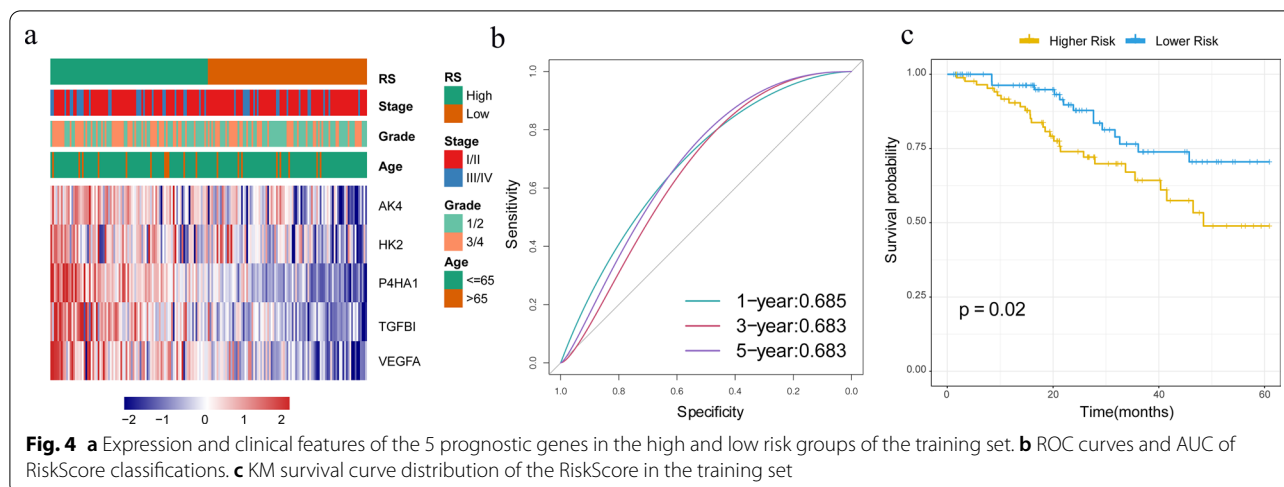 a
RS
Stage
Grade
Age
AK4
HK2
P4HA1
TGFBI
VEGFA
−2 −1 0 1 2
RS
High
Low
Stage
I/II
III/IV
Grade
1/2
3/4
Age
<=65
>65
b
Sensitivity
1.0
0.8
0.6
0.4
0.2
0.0
1-year:0.685
3-year:0.683
5-year:0.683
1.0 0.8 0.6 0.4 0.2 0.0
Specificity
c
Higher Risk Lower Risk
Survival probability
1.00
0.75
0.50
0.25
0.00
p = 0.02
0 20 40 60
Time(months)
Fig. 4 a Expression and clinical features of the 5 prognostic genes in the high and low risk groups of the training set. b ROC curves and AUC of
RiskScore classifications. c KM survival curve distribution of the RiskScore in the training set